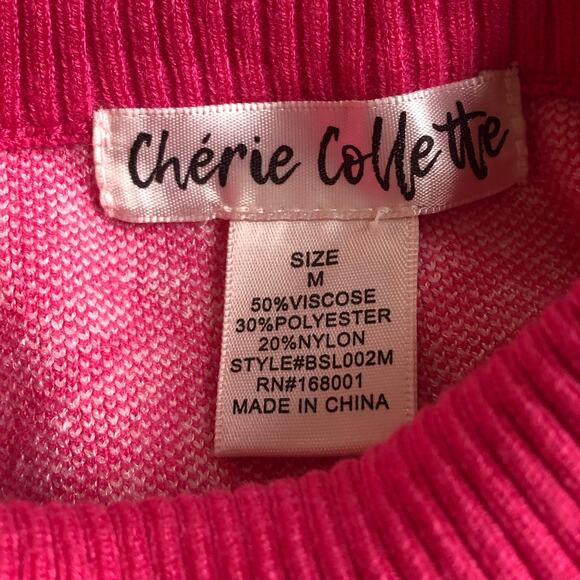 Chérie Collette
SIZE
M
50%VISCOSE
30%POLYESTER
20%NYLON
STYLE#BSL002M
RN#168001
MADE IN CHINA